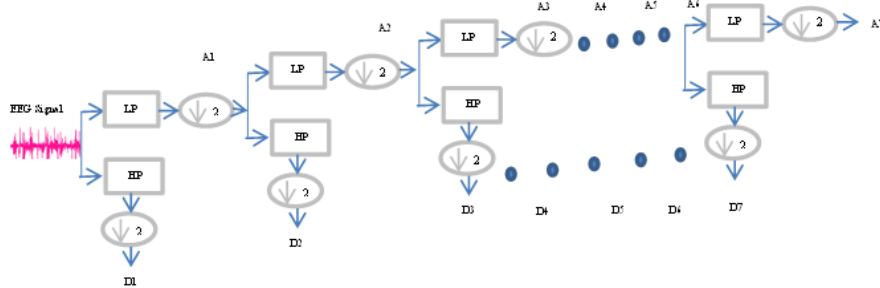 A3 A4 A5 A6
LP 2 LP 2
A2
LP 2
A1
EEG Signal LP 2
HP HP
HP 2 2
HP 2
2
D3 D4 D5 D6 D7
D2
D1